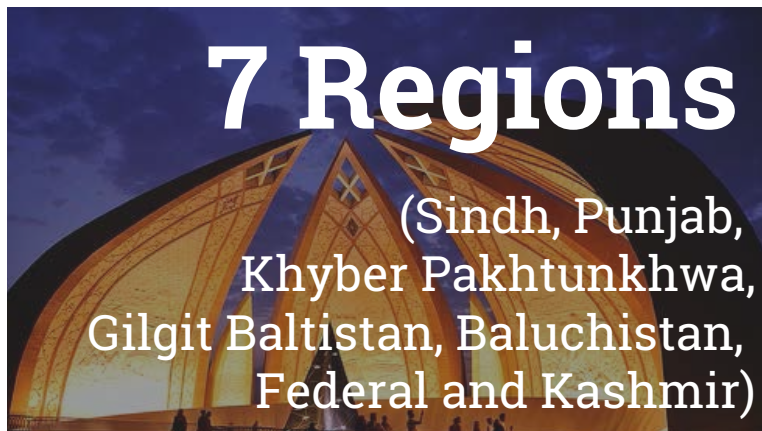 7 Regions
(Sindh, Punjab,
Khyber Pakhtunkhwa,
Gilgit Baltistan, Baluchistan,
Federal and Kashmir)